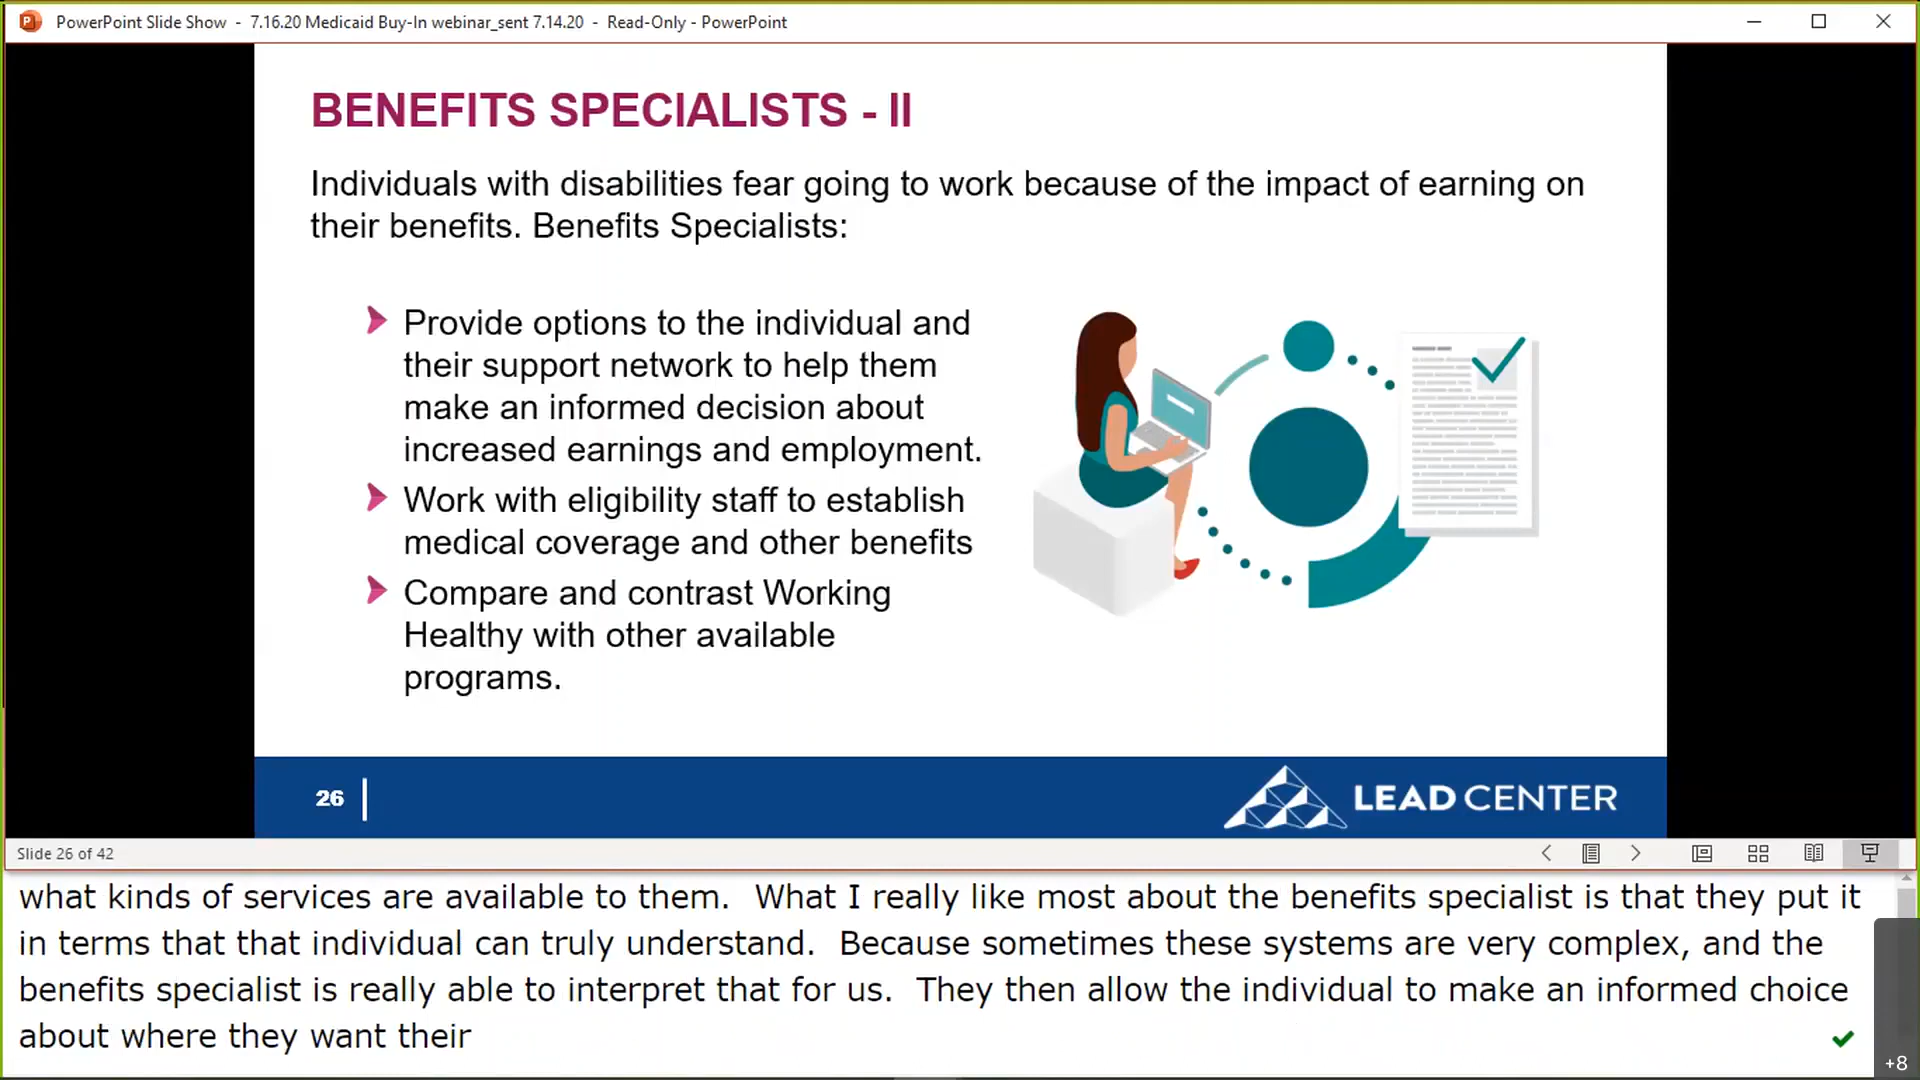 PowerPoint Slide Show - 7.16.20 Medicaid Buy-In webinar_sent 7.14.20 - Read-Only - PowerPoint
BENEFITS SPECIALISTS - II
Individuals with disabilities fear going to work because of the impact of earning on
their benefits. Benefits Specialists:
Provide options to the individual and
their support network to help them
make an informed decision about
increased earnings and employment.
Work with eligibility staff to establish
medical coverage and other benefits
Compare and contrast Working
Healthy with other available
programs.
26
LEAD CENTER
Slide 26 of 42
what kinds of services are available to them. What I really like most about the benefits specialist is that they put it
in terms that that individual can truly understand. Because sometimes these systems are very complex, and the
benefits specialist is really able to interpret that for us. They then allow the individual to make an informed choice
about where they want their
+8